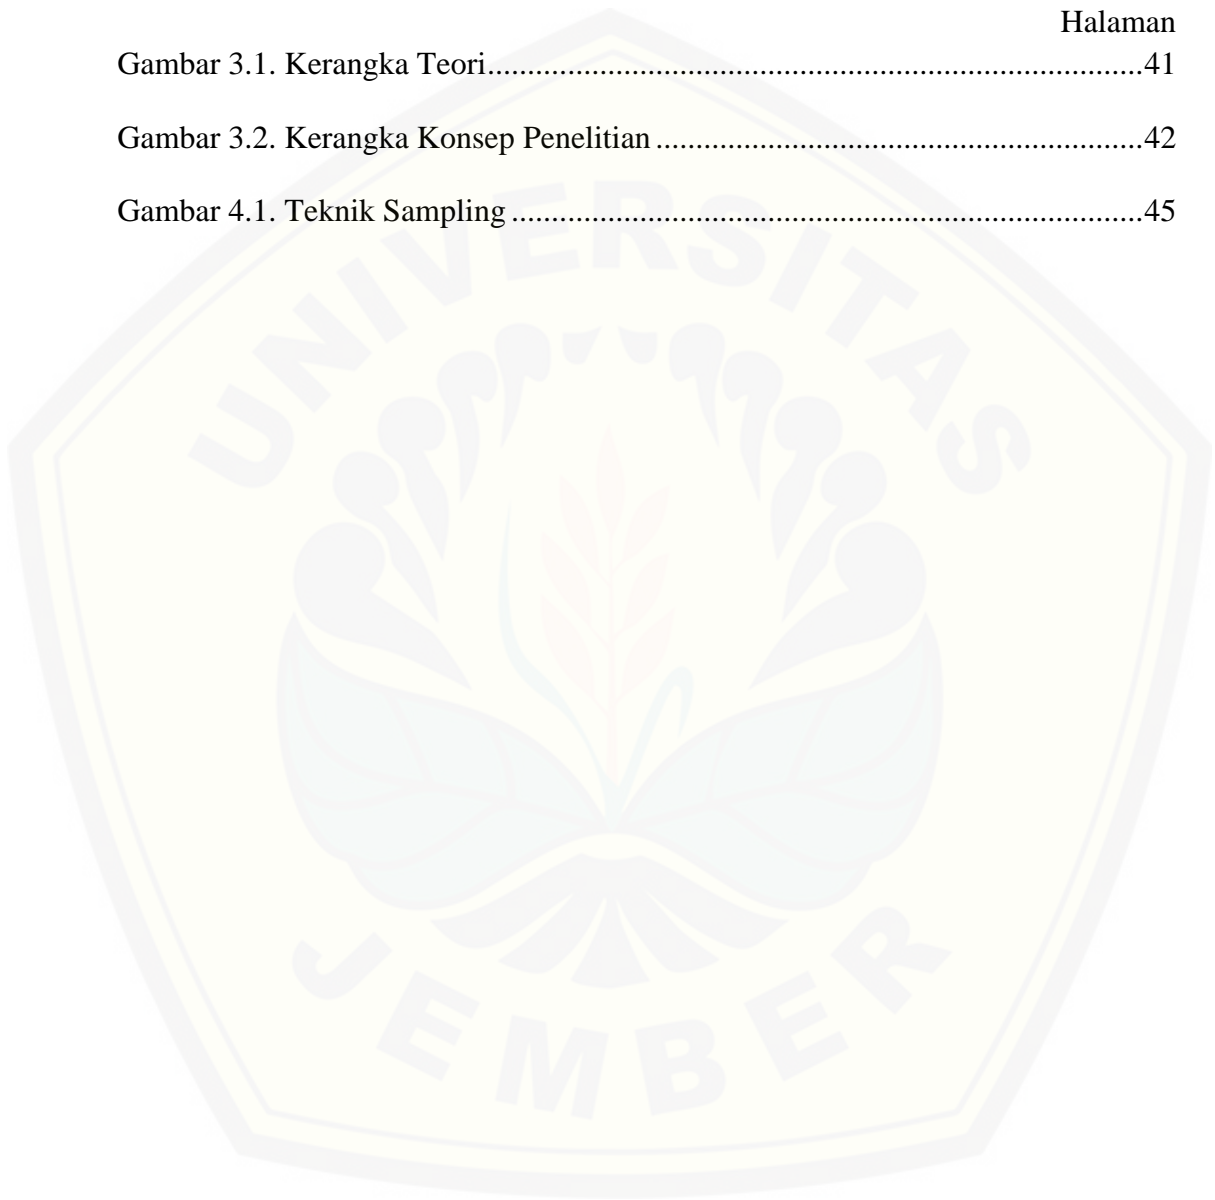 Halaman
Gambar 3.1. Kerangka Teori..................................................................................41
Gambar 3.2. Kerangka Konsep Penelitian.............................................................42
Gambar 4.1. Teknik Sampling...............................................................................45
UNIVERSITAS
JEMBER